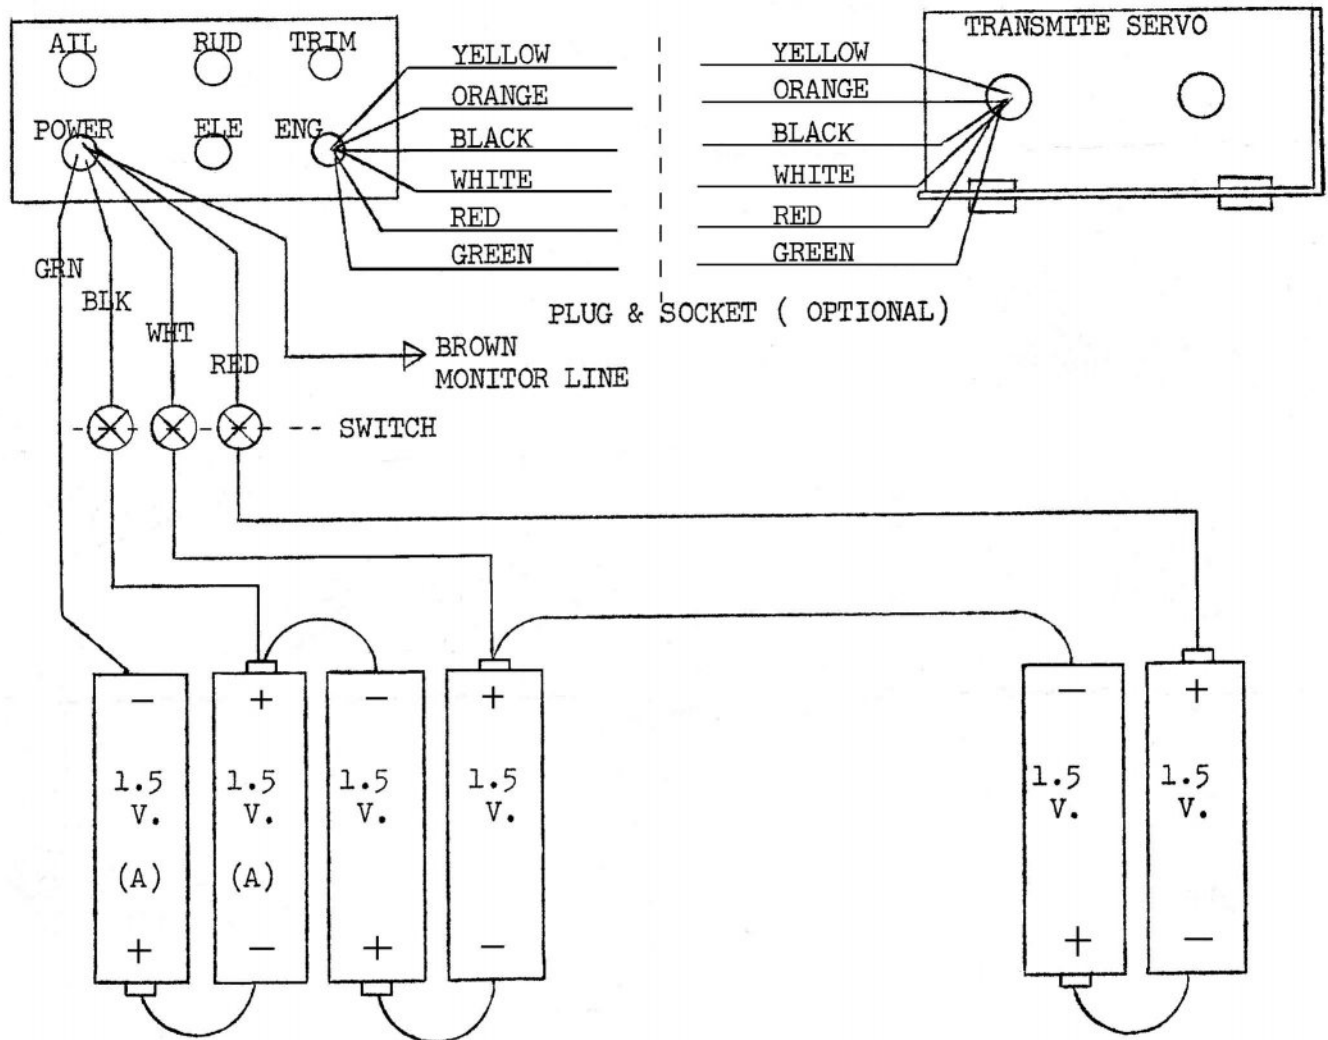 AIL RUD TRIM
POWER ELE ENG
YELLOW
ORANGE
BLACK
WHITE
RED
GREEN
TRANSMITE SERVO
YELLOW
ORANGE
BLACK
WHITE
RED
GREEN
PLUG & SOCKET ( OPTIONAL)
GRN
BLK
WHT
RED
BROWN
MONITOR LINE
-- SWITCH
− + − +
1.5
V.
(A)
1.5
V.
(A)
1.5
V.
1.5
V.
+ − + −
− +
1.5
V.
1.5
V.
+ −